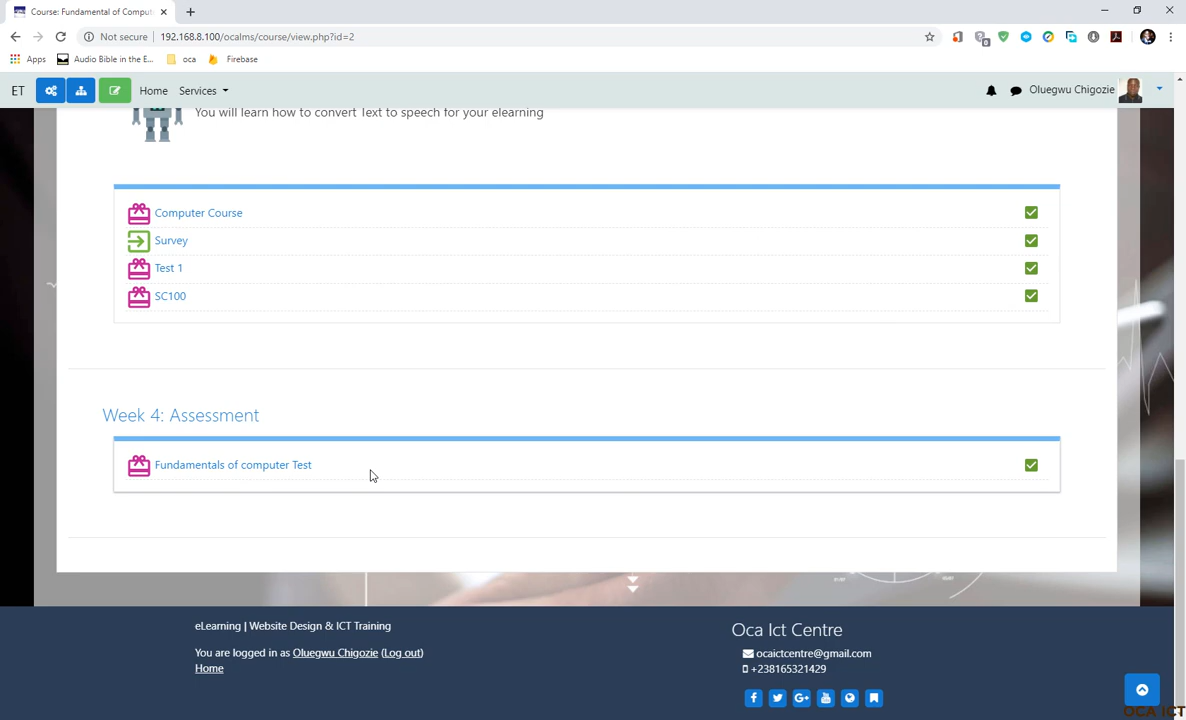 Course: Fundamental of Comput
Not secure
192.168.8.100/ocalms/course/view.php?id=2
0
Apps
Audio Bible in the E...
oca
Firebase
ET
Home
Services
Oluegwu Chigozie
You will learn how to convert Text to speech for your elearning
Computer Course
Survey
Test 1
SC100
Week 4: Assessment
Fundamentals of computer Test
eLearning | Website Design & ICT Training
You are logged in as Oluegwu Chigozie (Log out)
Home
Oca Ict Centre
ocaictcentre@gmail.com
+238165321429
OCA ICT